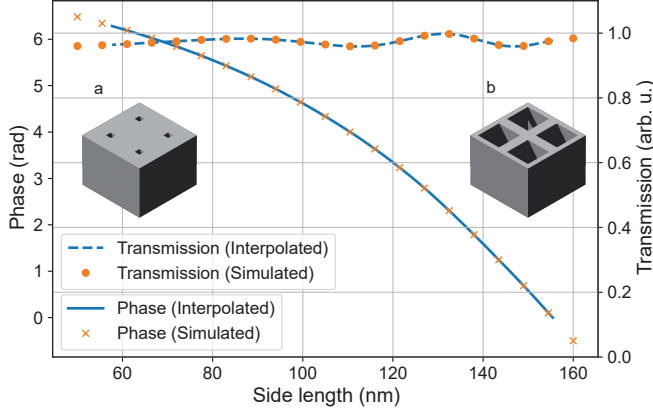 a
b
6
5
4
3
2
1
0
Phase (rad)
1.0
0.8
0.6
0.4
0.2
0.0
Transmission (arb. u.)
Transmission (Interpolated)
Transmission (Simulated)
Phase (Interpolated)
Phase (Simulated)
60 80 100 120 140 160
Side length (nm)